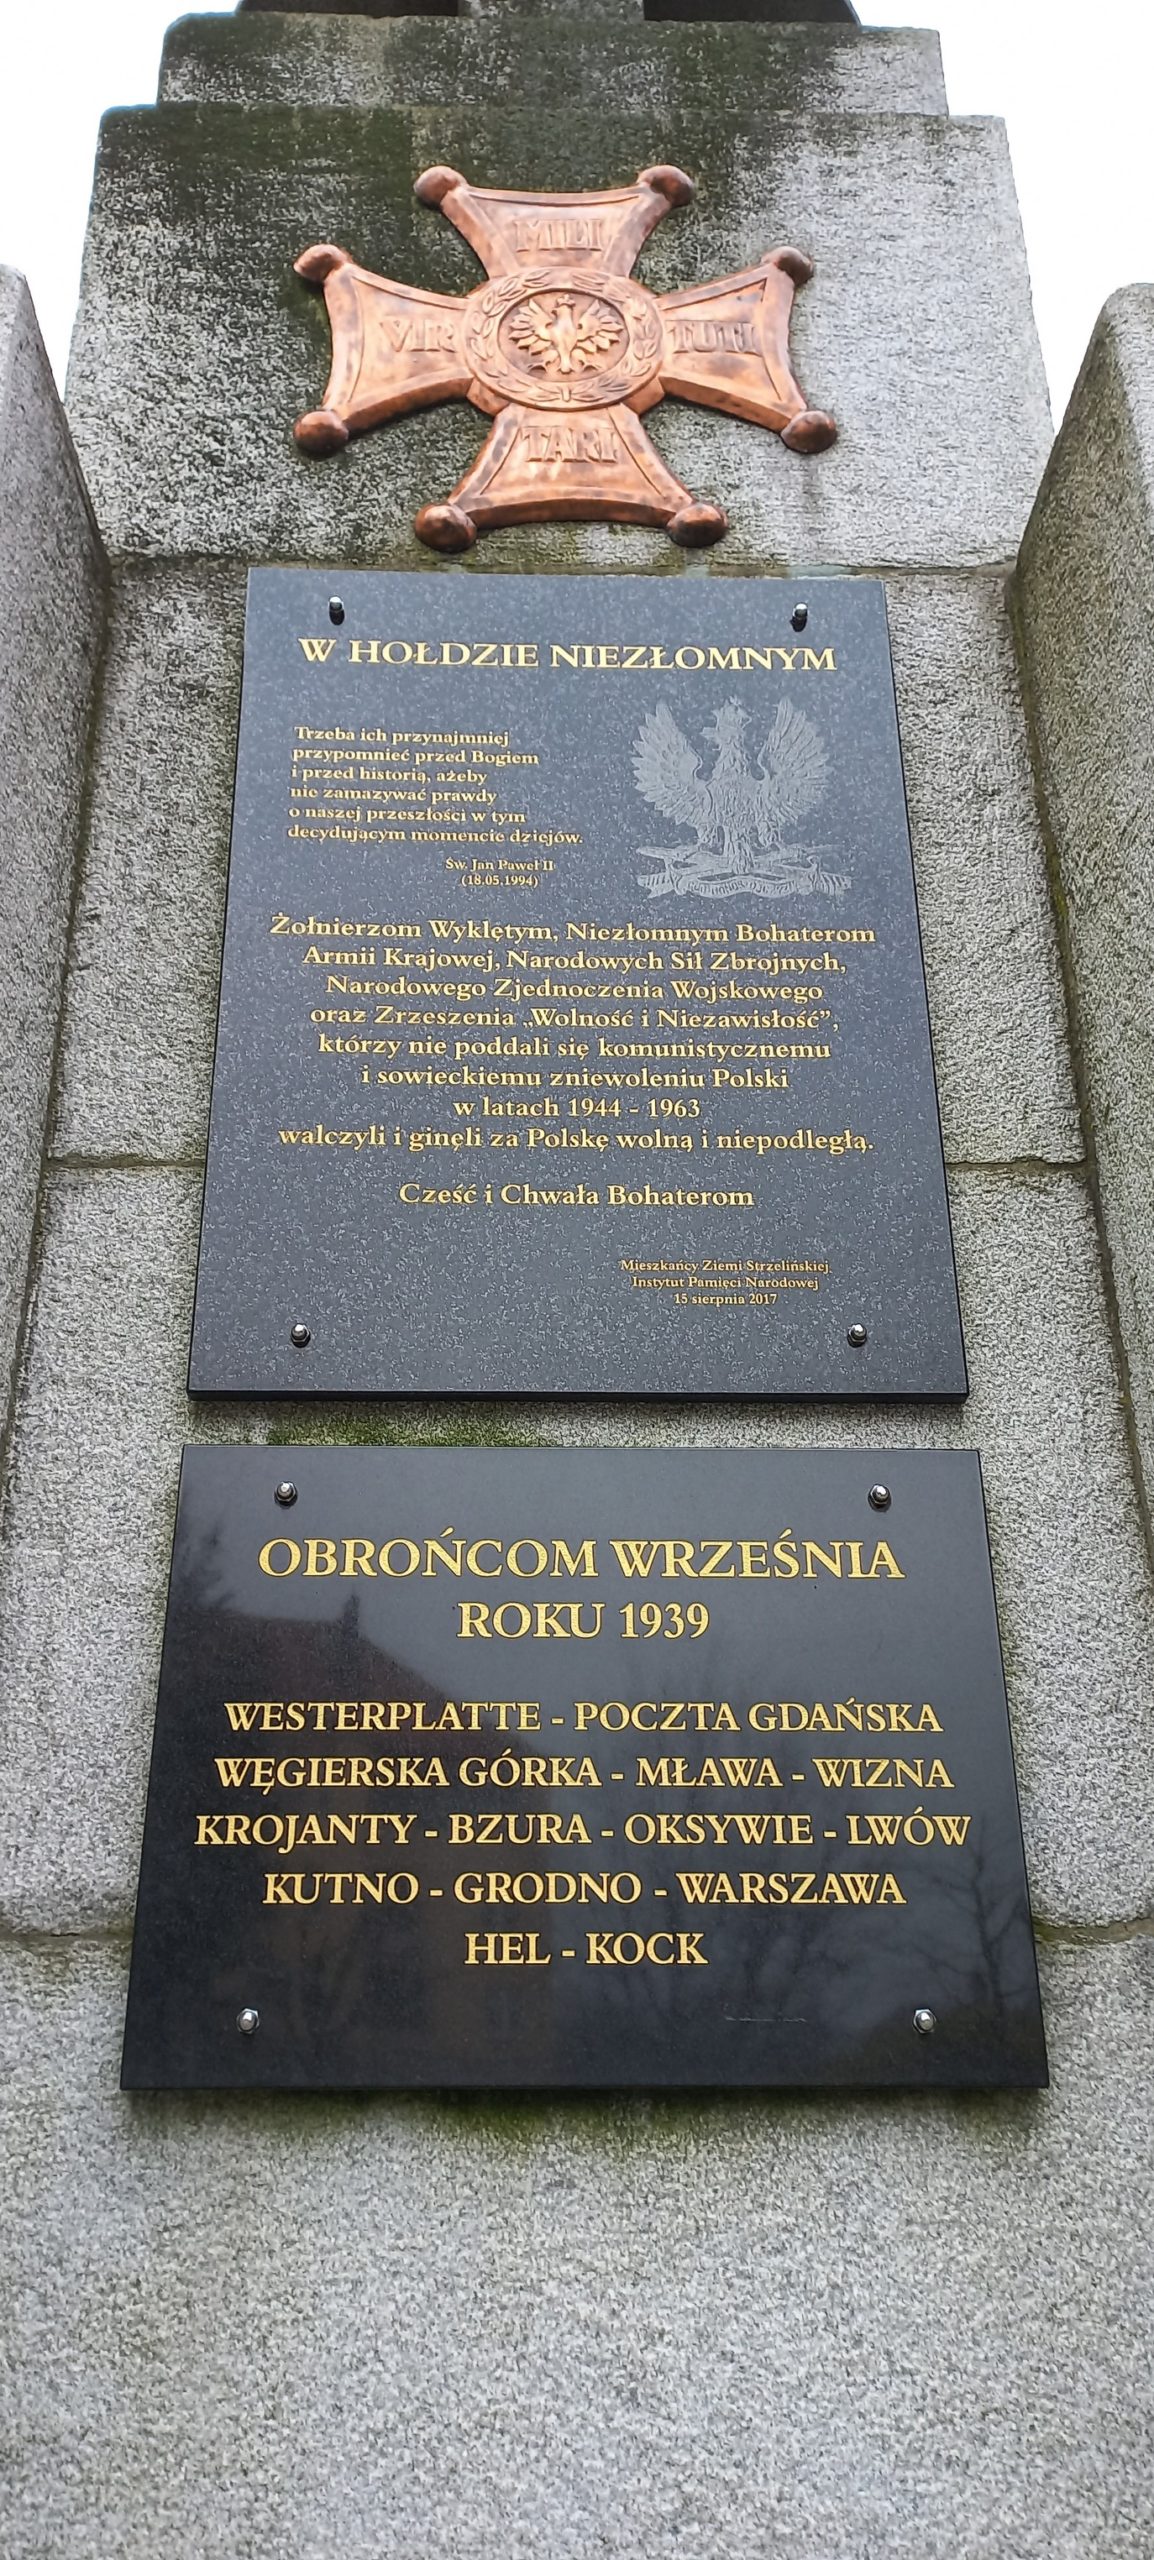 MILI
VIR TUTI
TARI
W HOŁDZIE NIEZŁOMNYM
Trzeba ich przynajmniej
przypomnieć przed Bogiem
i przed historią, ażeby
nie zamazywać prawdy
o naszej przeszłości w tym
decydującym momencie dziejów.
Św. Jan Paweł II
(18.05.1994)
Żołnierzom Wyklętym, Niezłomnym Bohaterom
Armii Krajowej, Narodowych Sił Zbrojnych,
Narodowego Zjednoczenia Wojskowego
oraz Zrzeszenia „Wolność i Niezawisłość”,
którzy nie poddali się komunistycznemu
i sowieckiemu zniewoleniu Polski
w latach 1944 - 1963
walczyli i ginęli za Polskę wolną i niepodległą.
Cześć i Chwała Bohaterom
Mieszkańcy Ziemi Strzelińskiej
Instytut Pamięci Narodowej
15 sierpnia 2017
OBROŃCOM WRZEŚNIA
ROKU 1939
WESTERPLATTE - POCZTA GDAŃSKA
WĘGIERSKA GÓRKA - MŁAWA - WIZNA
KROJANTY - BZURA - OKSYWIE - LWÓW
KUTNO - GRODNO - WARSZAWA
HEL - KOCK